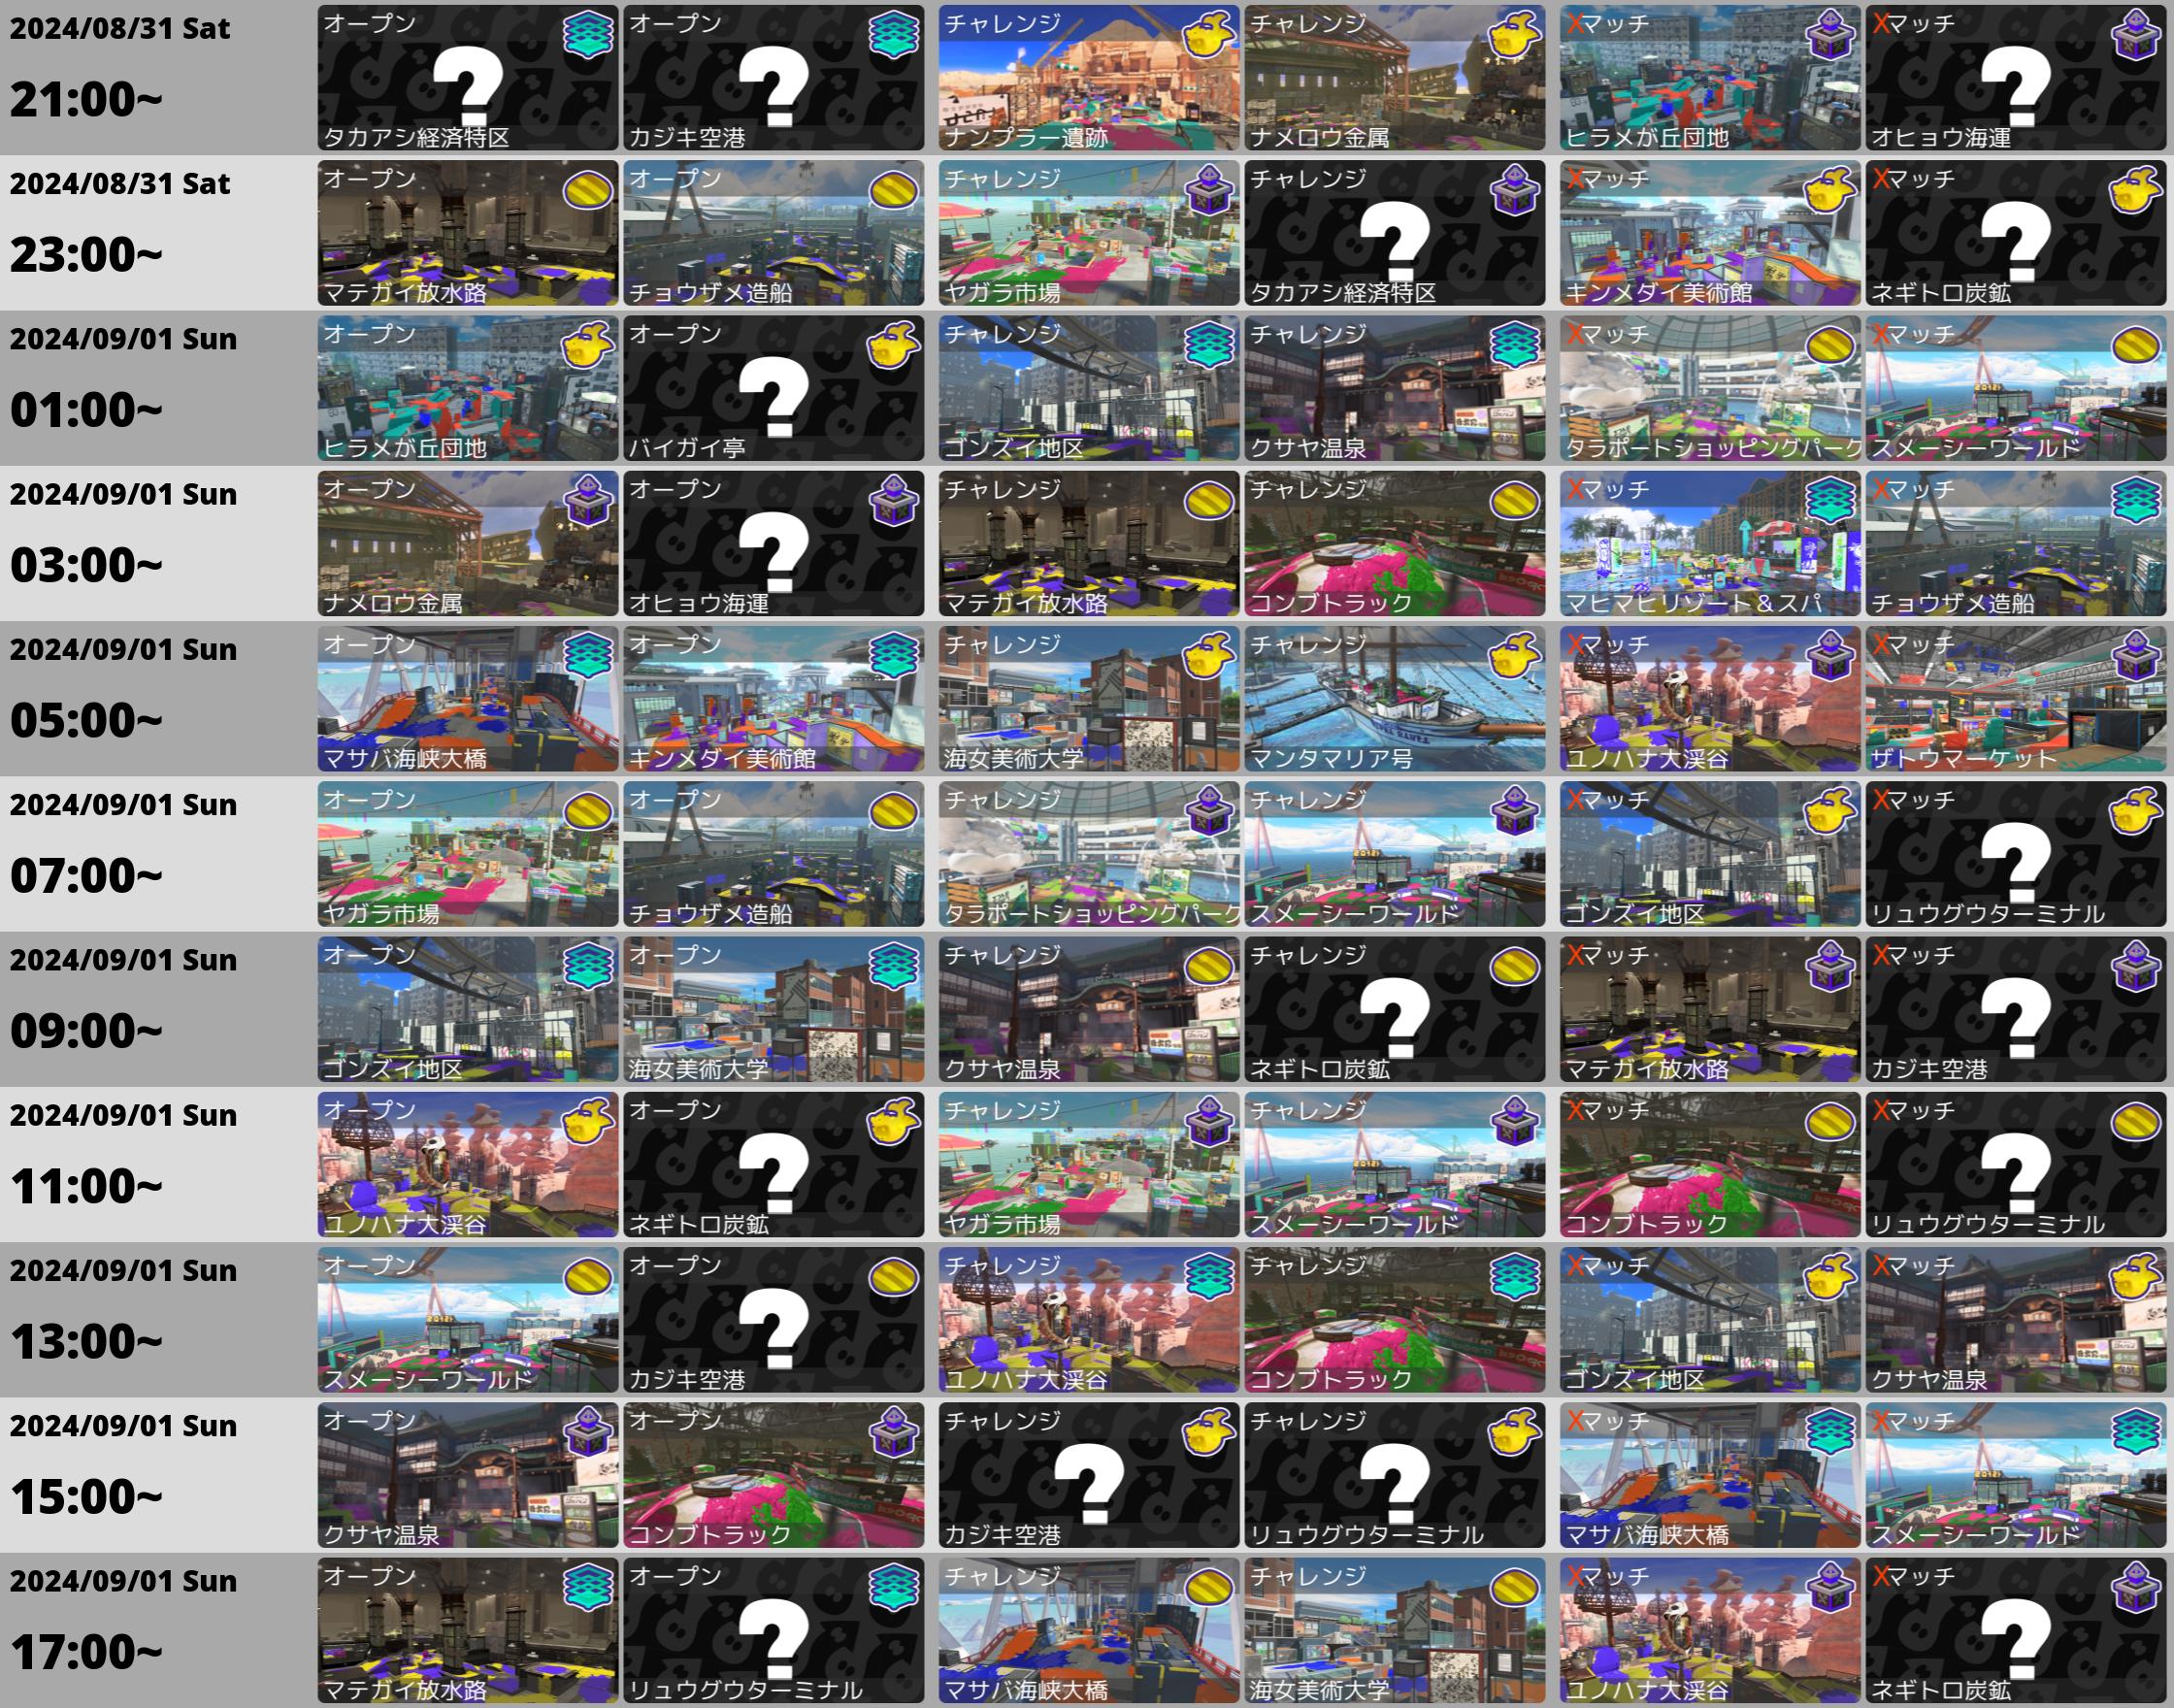 2024/08/31 Sat
21:00~
オープン
タカアシ経済特区
オープン
カジキ空港
チャレンジ
ナンプラー遺跡
チャレンジ
ナメロウ金属
Xマッチ
ヒラメが丘団地
Xマッチ
オヒョウ海運
2024/08/31 Sat
23:00~
オープン
マテガイ放水路
オープン
チョウザメ造船
チャレンジ
ヤガラ市場
チャレンジ
タカアシ経済特区
Xマッチ
キンメダイ美術館
Xマッチ
ネギトロ炭鉱
2024/09/01 Sun
01:00~
オープン
ヒラメが丘団地
オープン
バイガイ亭
チャレンジ
ゴンズイ地区
チャレンジ
クサヤ温泉
Xマッチ
タラポートショッピングパーク
Xマッチ
スメーシーワールド
2024/09/01 Sun
03:00~
オープン
ナメロウ金属
オープン
オヒョウ海運
チャレンジ
マテガイ放水路
チャレンジ
コンブトラック
Xマッチ
マヒマヒリゾート＆スパ
Xマッチ
チョウザメ造船
2024/09/01 Sun
05:00~
オープン
マサバ海峡大橋
オープン
キンメダイ美術館
チャレンジ
海女美術大学
チャレンジ
マンタマリア号
Xマッチ
ユノハナ大渓谷
Xマッチ
ザトウマーケット
2024/09/01 Sun
07:00~
オープン
ヤガラ市場
オープン
チョウザメ造船
チャレンジ
タラポートショッピングパーク
チャレンジ
スメーシーワールド
Xマッチ
ゴンズイ地区
Xマッチ
リュウグウターミナル
2024/09/01 Sun
09:00~
オープン
ゴンズイ地区
オープン
海女美術大学
チャレンジ
クサヤ温泉
チャレンジ
ネギトロ炭鉱
Xマッチ
マテガイ放水路
Xマッチ
カジキ空港
2024/09/01 Sun
11:00~
オープン
ユノハナ大渓谷
オープン
ネギトロ炭鉱
チャレンジ
ヤガラ市場
チャレンジ
スメーシーワールド
Xマッチ
コンブトラック
Xマッチ
リュウグウターミナル
2024/09/01 Sun
13:00~
オープン
スメーシーワールド
オープン
カジキ空港
チャレンジ
ユノハナ大渓谷
チャレンジ
コンブトラック
Xマッチ
ゴンズイ地区
Xマッチ
クサヤ温泉
2024/09/01 Sun
15:00~
オープン
クサヤ温泉
オープン
コンブトラック
チャレンジ
カジキ空港
チャレンジ
リュウグウターミナル
Xマッチ
マサバ海峡大橋
Xマッチ
スメーシーワールド
2024/09/01 Sun
17:00~
オープン
マテガイ放水路
オープン
リュウグウターミナル
チャレンジ
マサバ海峡大橋
チャレンジ
海女美術大学
Xマッチ
ユノハナ大渓谷
Xマッチ
ネギトロ炭鉱